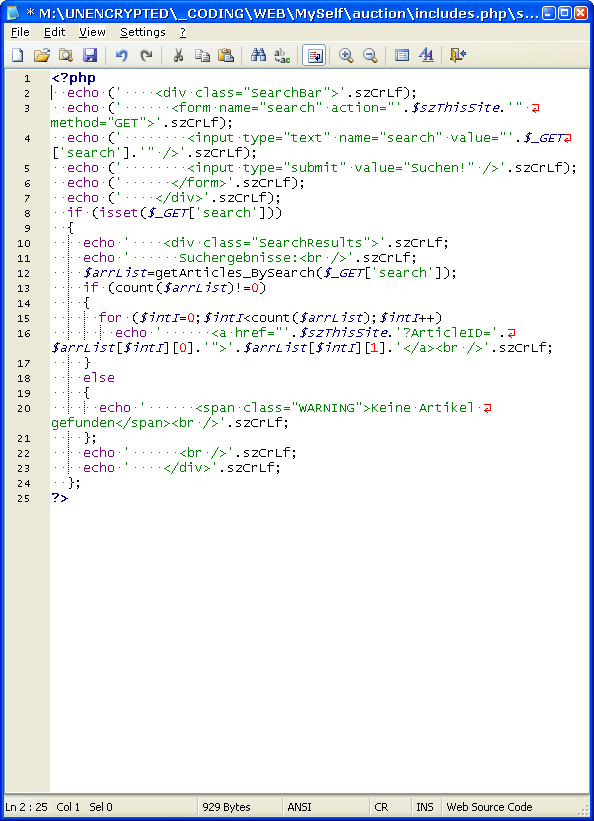 * M:\UNENCRYPTED\_CODING\WEB\MySelf\auction\includes.php\s...
File Edit View Settings ?
1 <?php
2 echo (' <div class="SearchBar">'.szCrLf);
3 echo (' <form name="search" action="'.$szThisSite.'"
method="GET">'.szCrLf);
4 echo (' <input type="text" name="search" value="'.$_GET
['search'].'" />'.szCrLf);
5 echo (' <input type="submit" value="Suchen!" />'.szCrLf);
6 echo (' </form>'.szCrLf);
7 echo (' </div>'.szCrLf);
8 if (isset($_GET['search']))
9 {
10 echo ' <div class="SearchResults">'.szCrLf;
11 echo ' Suchergebnisse:<br />'.szCrLf;
12 $arrList=getArticles_BySearch($_GET['search']);
13 if (count($arrList)!=0)
14 {
15 for ($intI=0;$intI<count($arrList);$intI++)
16 echo ' <a href="'.$szThisSite.'?ArticleID='.
$arrList[$intI][0].'">'.$arrList[$intI][1].'</a><br />'.szCrLf;
17 }
18 else
19 {
20 echo ' <span class="WARNING">Keine Artikel
gefunden</span><br />'.szCrLf;
21 };
22 echo ' <br />'.szCrLf;
23 echo ' </div>'.szCrLf;
24 };
25 ?>
Ln 2 : 25 Col 1 Sel 0 929 Bytes ANSI CR INS Web Source Code